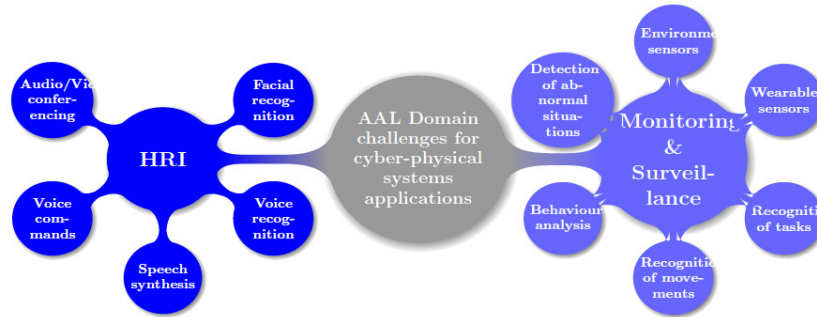 Audio/Vi
confer-
encing
Facial
recog-
nition
HRI
Voice
com-
mands
Voice
recog-
nition
Speech
synthesis
AAL Domain
challenges for
cyber-physical
systems
applications
Detection
of ab-
normal
situa-
tions
Environme
sensors
Wearable
sensors
Monitoring
&
Surveil-
lance
Behaviour
analysis
Recogniti
of move-
ments
Recogniti
of tasks